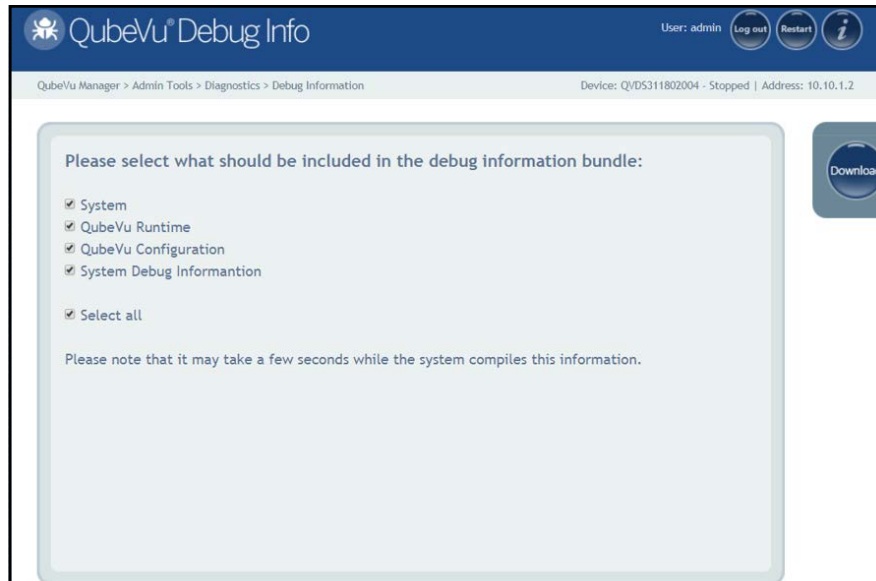 QubeVu® Debug Info
User: admin
Log out
Restart
i
QubeVu Manager > Admin Tools > Diagnostics > Debug Information
Device: QVDS311802004 - Stopped | Address: 10.10.1.2
Please select what should be included in the debug information bundle:
Downloa
System
QubeVu Runtime
QubeVu Configuration
System Debug Informantion
Select all
Please note that it may take a few seconds while the system compiles this information.